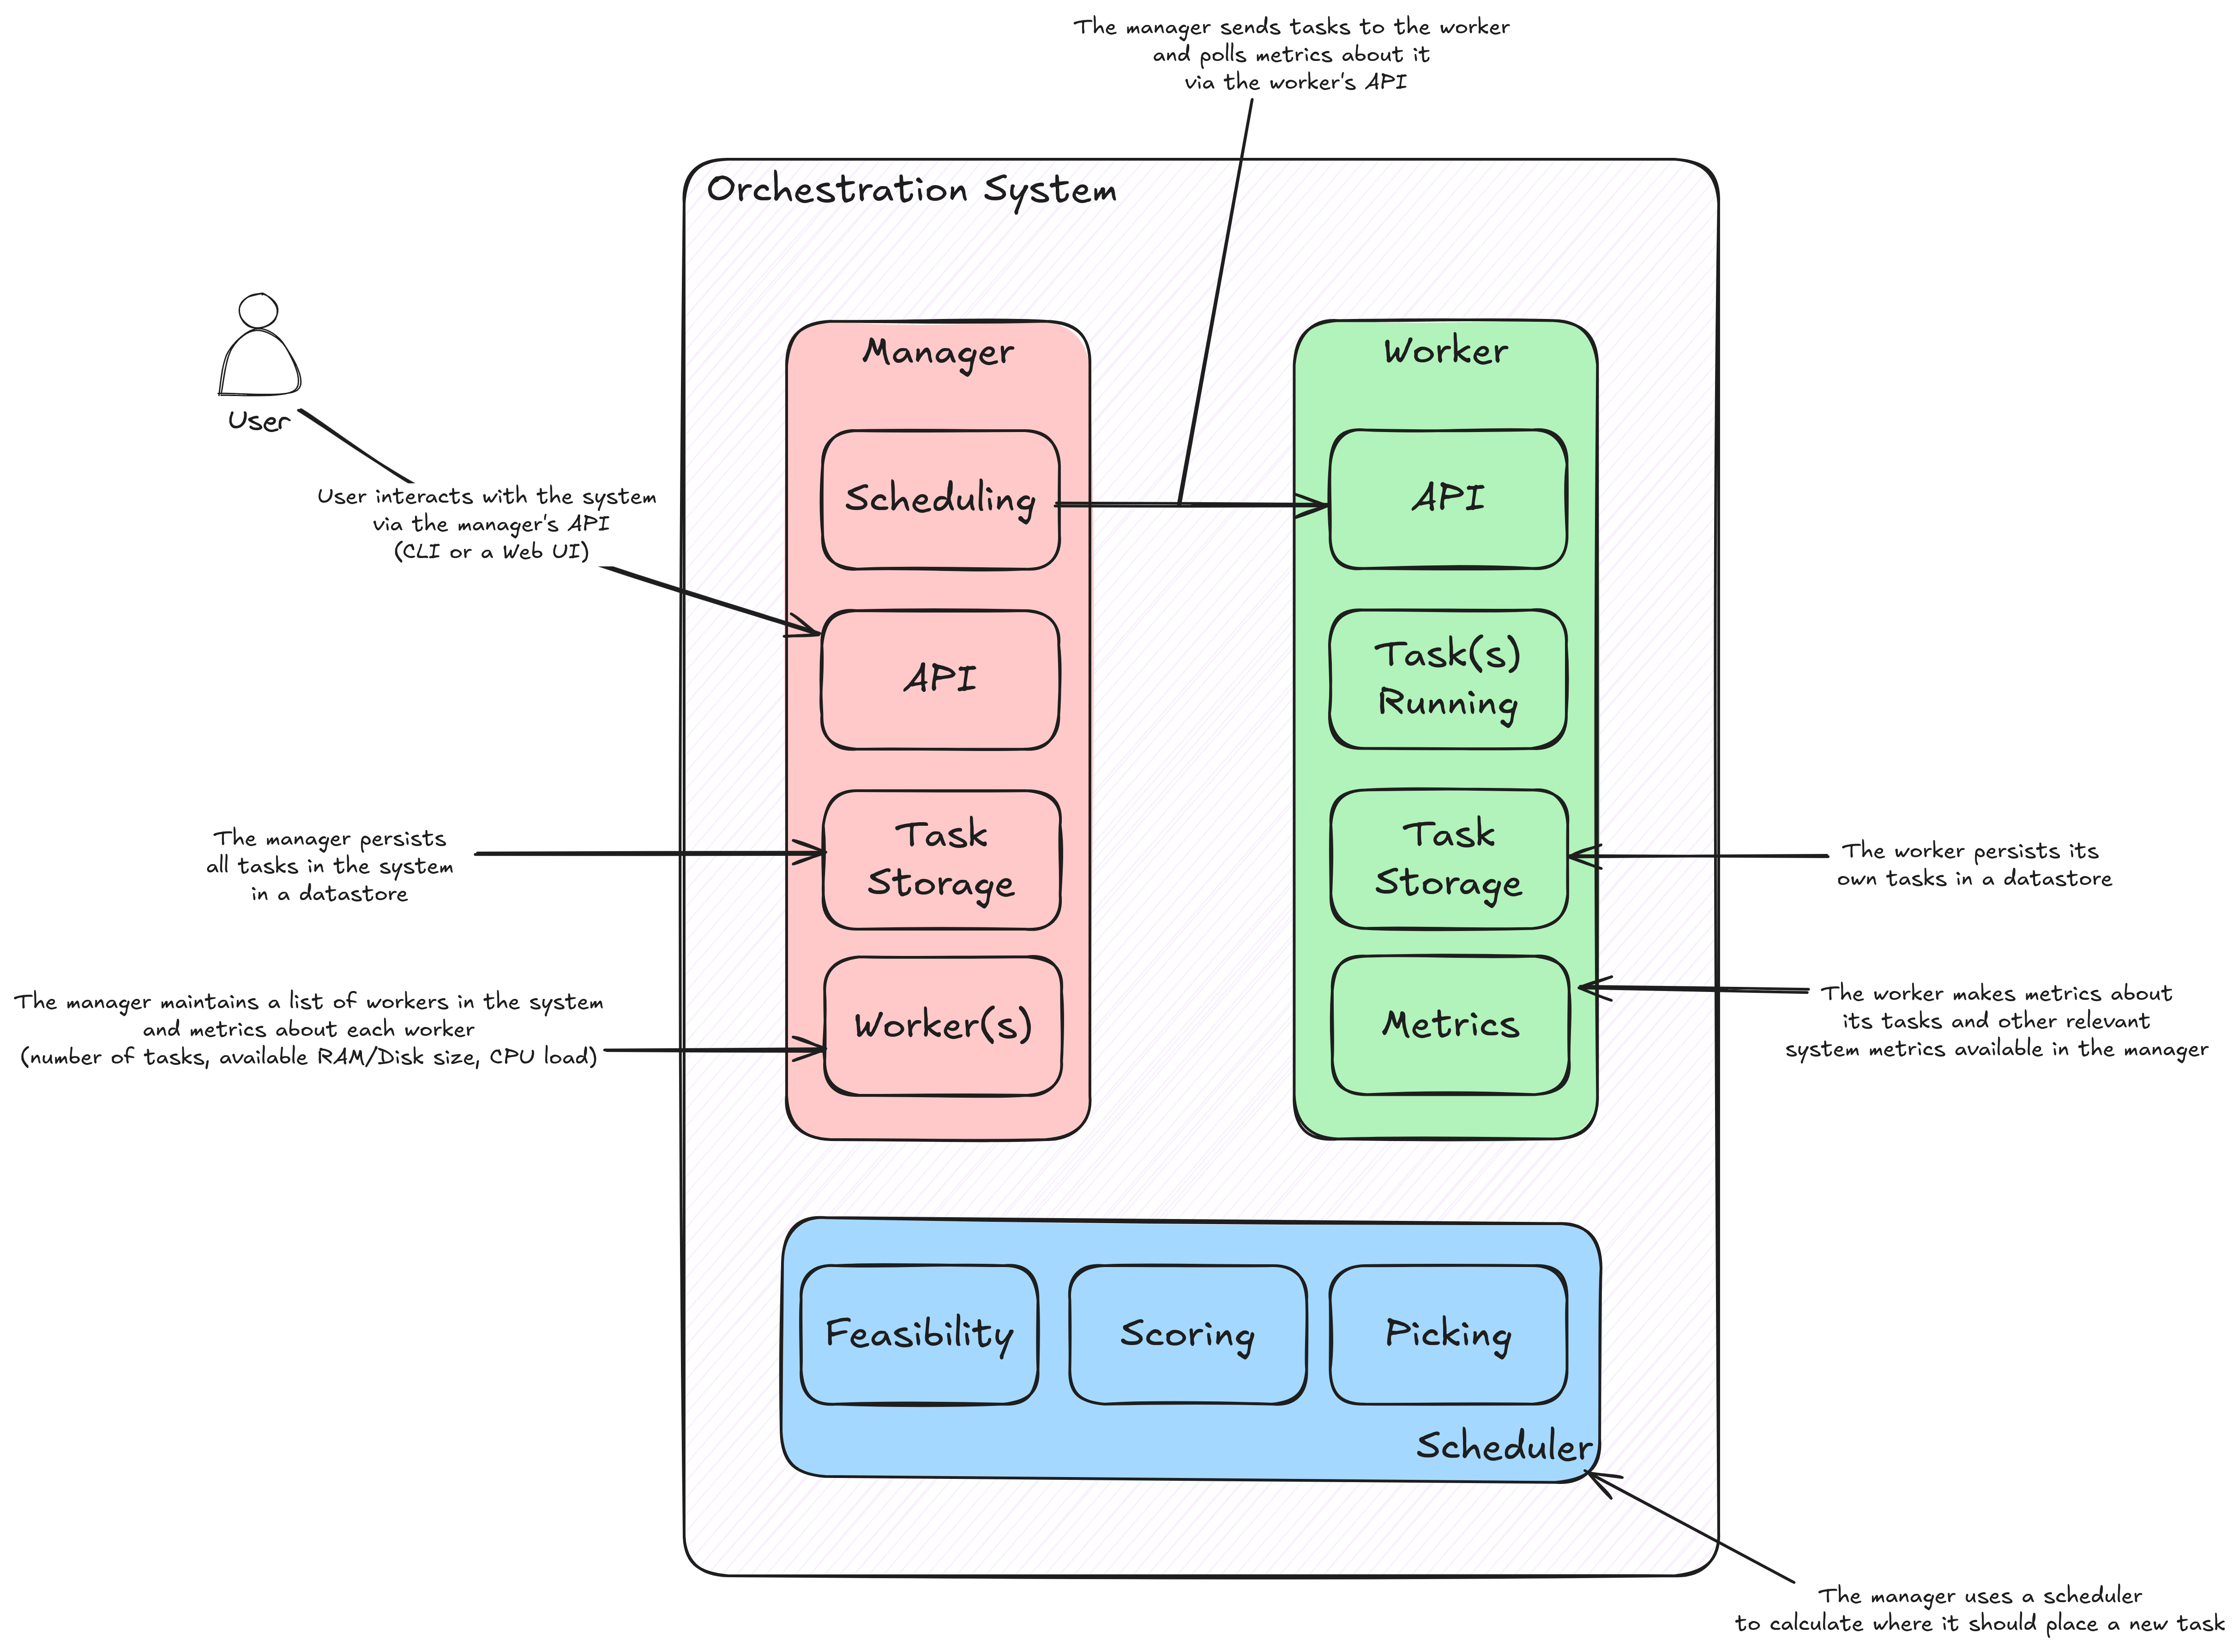 The manager sends tasks to the worker
and polls metrics about it
via the worker's API
Orchestration System
User
User interacts with the system
via the manager's API
(CLI or a Web UI)
Manager
Scheduling
API
Task
Storage
Worker(s)
Worker
API
Task(s)
Running
Task
Storage
Metrics
The manager persists
all tasks in the system
in a datastore
The manager maintains a list of workers in the system
and metrics about each worker
(number of tasks, available RAM/Disk size, CPU load)
The worker persists its
own tasks in a datastore
The worker makes metrics about
its tasks and other relevant
system metrics available in the manager
Feasibility
Scoring
Picking
Scheduler
The manager uses a scheduler
to calculate where it should place a new task